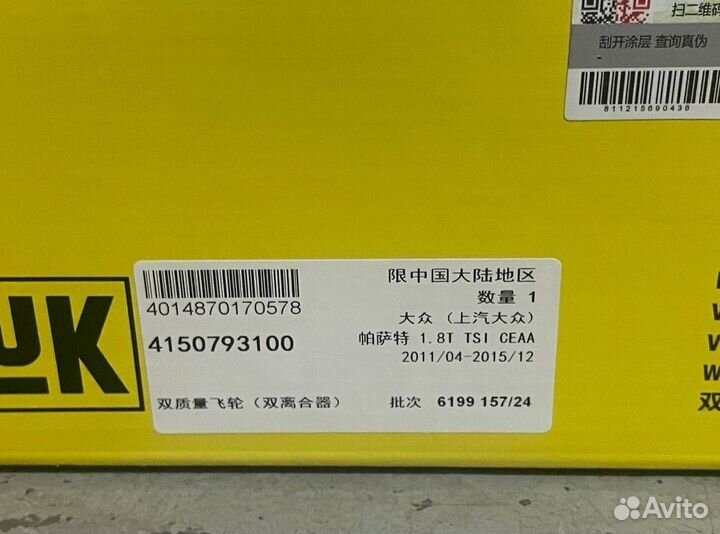 扫二维码
刮开涂层 查询真伪
-
811215690438
UK
4014870170578
4150793100
双质量飞轮（双离合器）
限中国大陆地区
数量 1
大众 (上汽大众)
帕萨特 1.8T TSI CEAA
2011/04-2015/12
批次 6199 157/24
双
Avito